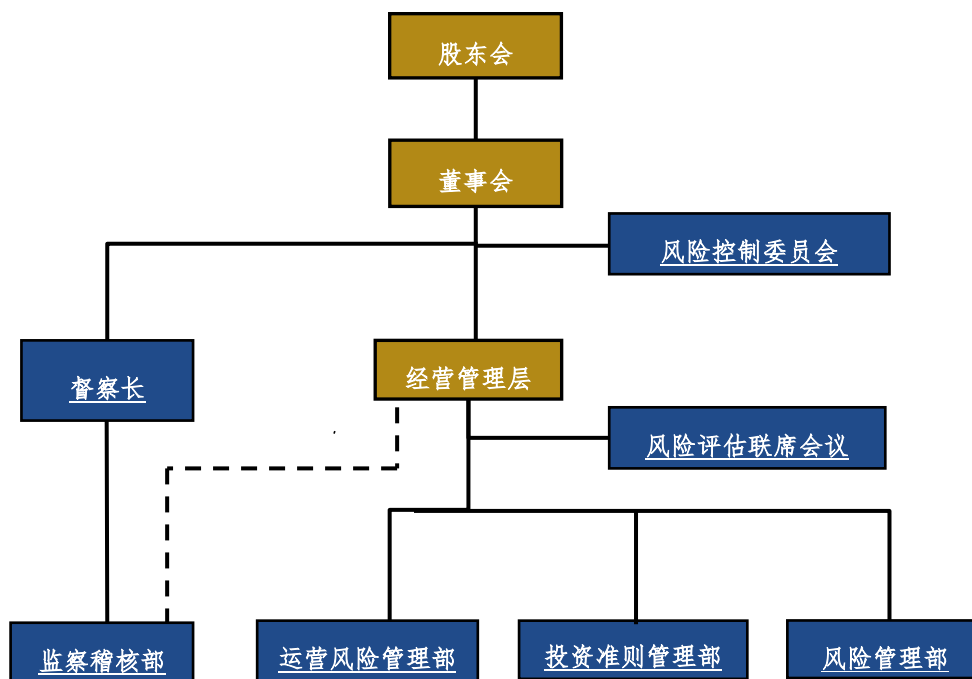 股东会
董事会
风险控制委员会
督察长
经营管理层
风险评估联席会议
监察稽核部
运营风险管理部
投资准则管理部
风险管理部